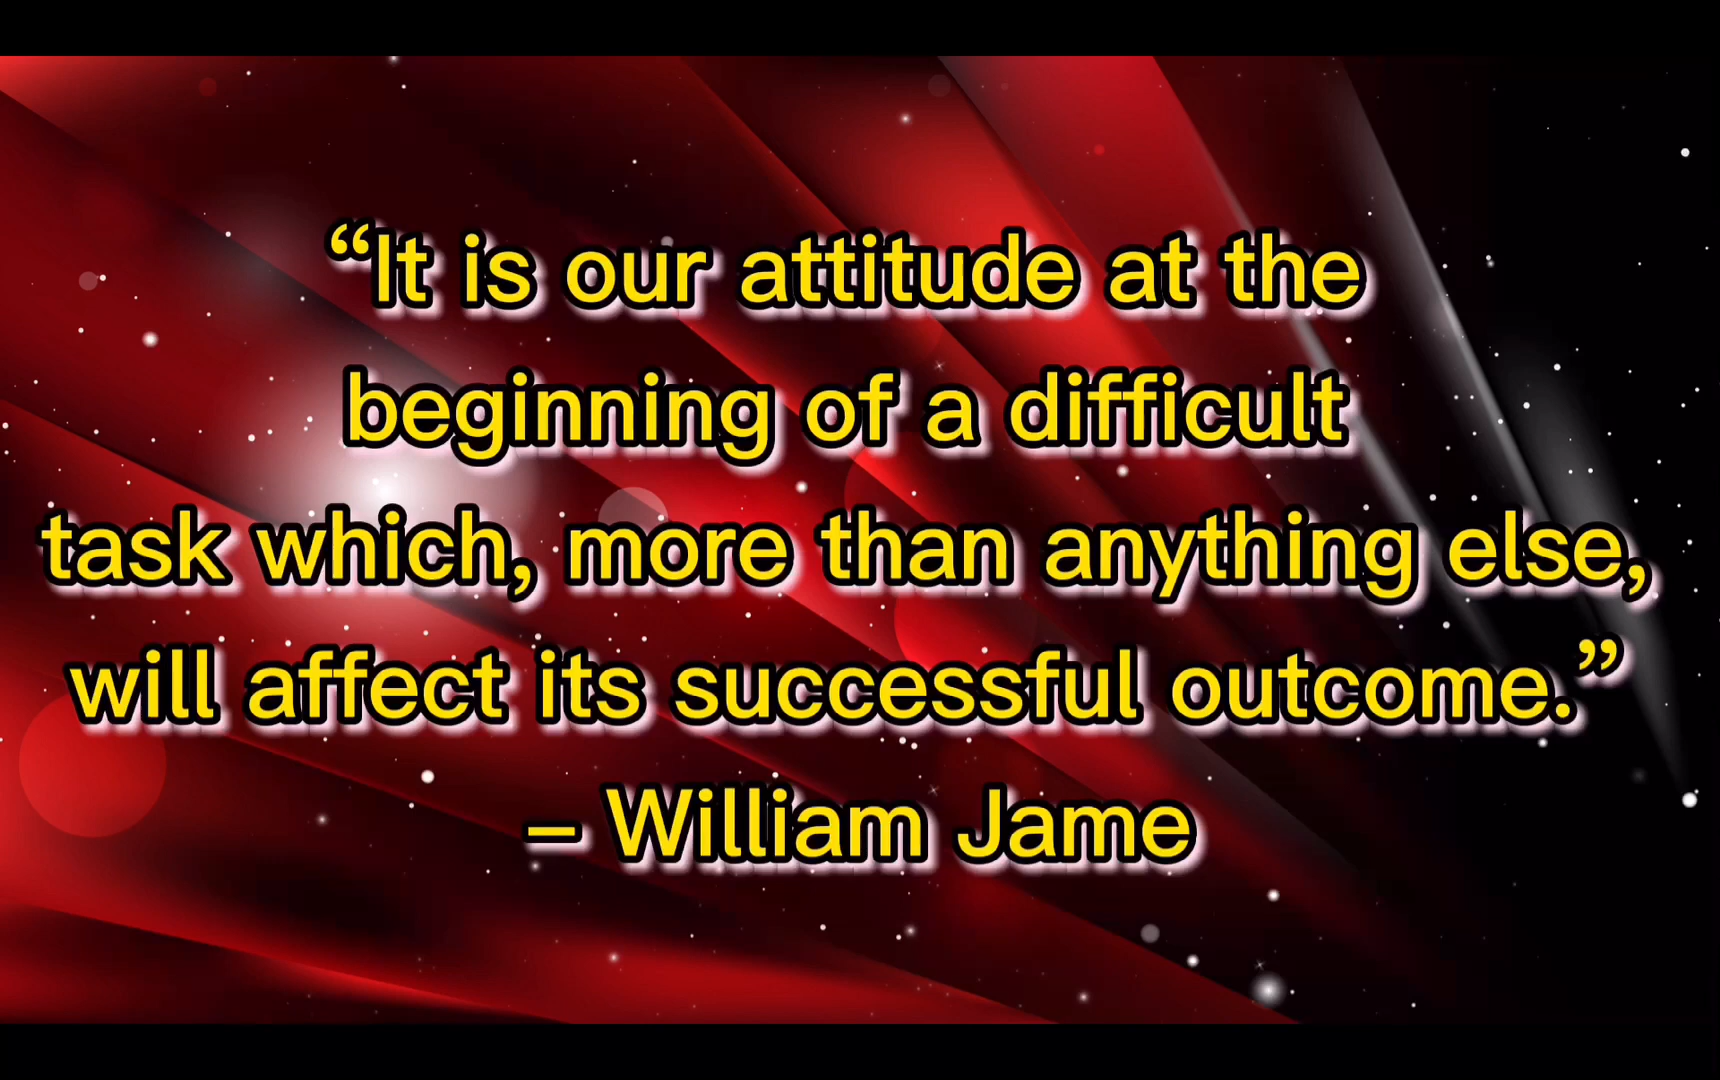 “It is our attitude at the
beginning of a difficult
task which, more than anything else,
will affect its successful outcome.”
– William Jame